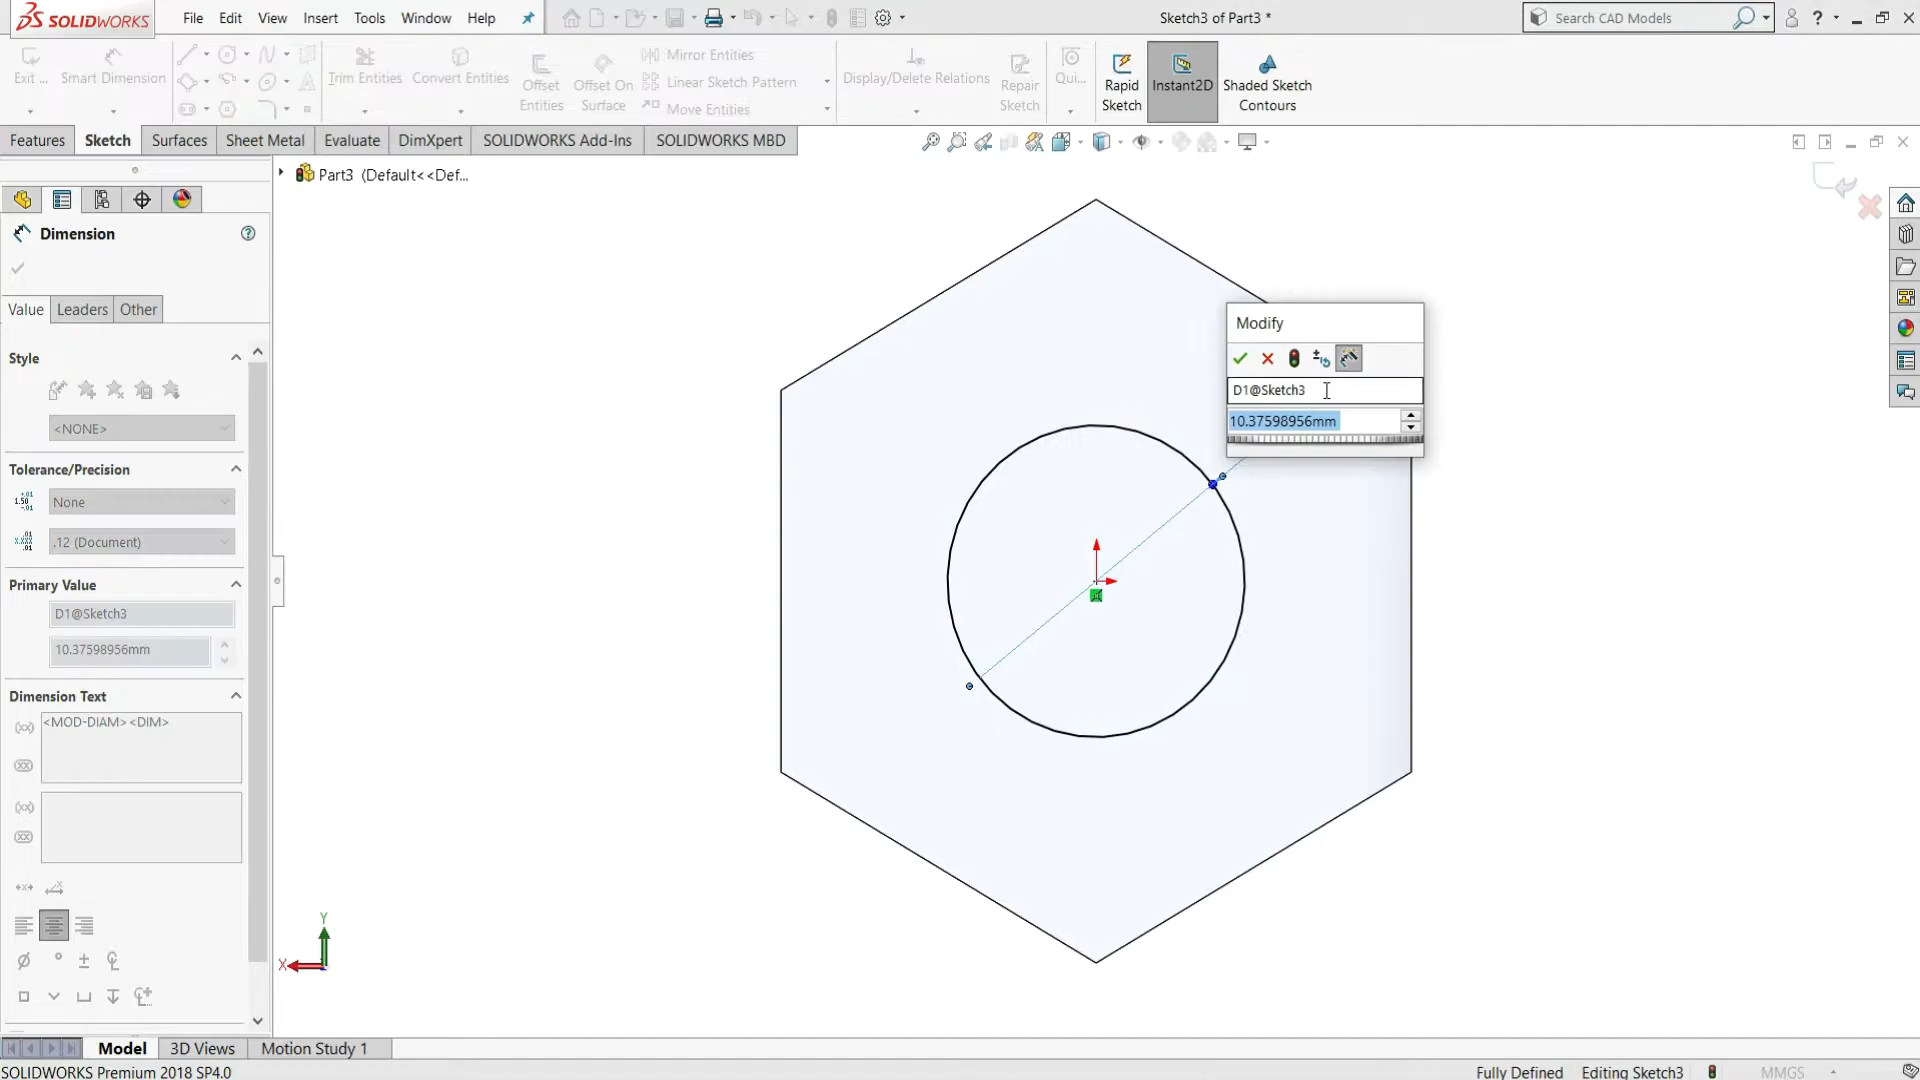 SOLIDWORKS
File Edit View Insert Tools Window Help
Sketch3 of Part3 *
Search CAD Models
Exit ...
Smart Dimension
Trim Entities
Convert Entities
Offset
Entities
Offset On
Surface
Mirror Entities
Linear Sketch Pattern
Move Entities
Display/Delete Relations
Repair
Sketch
Qui...
Rapid
Sketch
Instant2D
Shaded Sketch
Contours
Features Sketch Surfaces Sheet Metal Evaluate DimXpert SOLIDWORKS Add-Ins SOLIDWORKS MBD
Part3 (Default<<Def...
Dimension
Value Leaders Other
Style
<NONE>
Tolerance/Precision
None
.12 (Document)
Primary Value
D1@Sketch3
10.37598956mm
Dimension Text
<MOD-DIAM><DIM>
Modify
D1@Sketch3
10.37598956mm
Y
X
Model 3D Views Motion Study 1
SOLIDWORKS Premium 2018 SP4.0
Fully Defined Editing Sketch3 MMGS